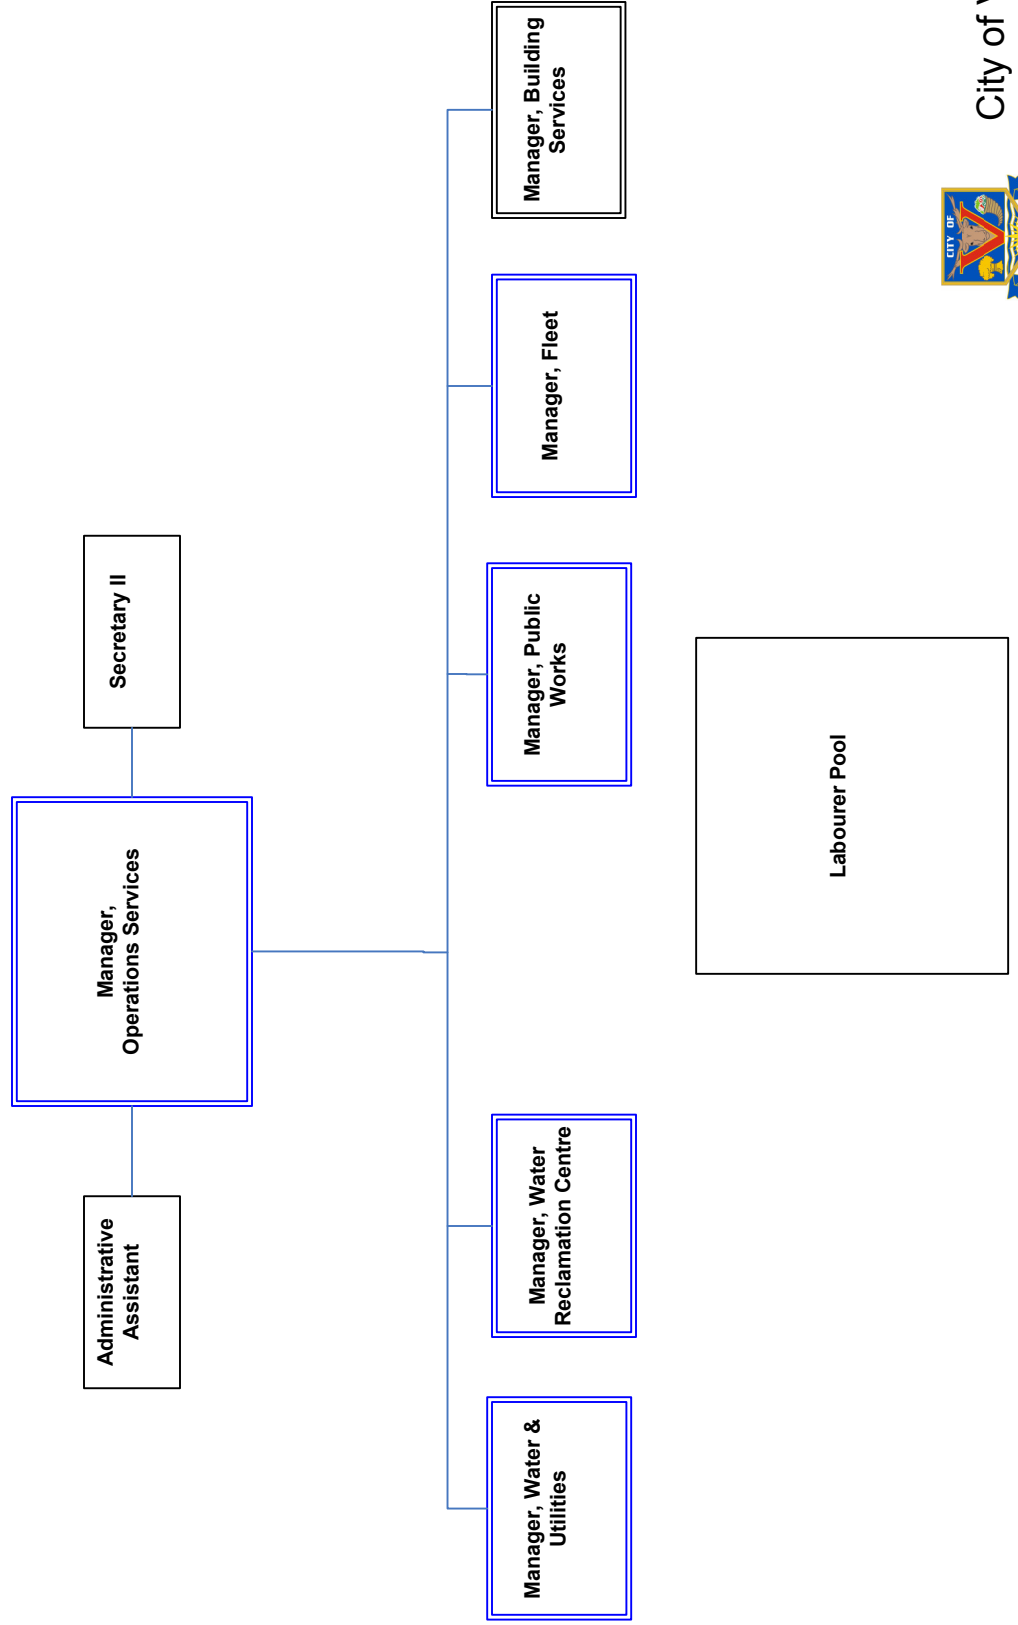 Manager,
Operations Services
Administrative
Assistant
Secretary II
Manager, Water &
Utilities
Manager, Water
Reclamation Centre
Manager, Public
Works
Manager, Fleet
Manager, Building
Services
Labourer Pool
CITY OF
V
City of